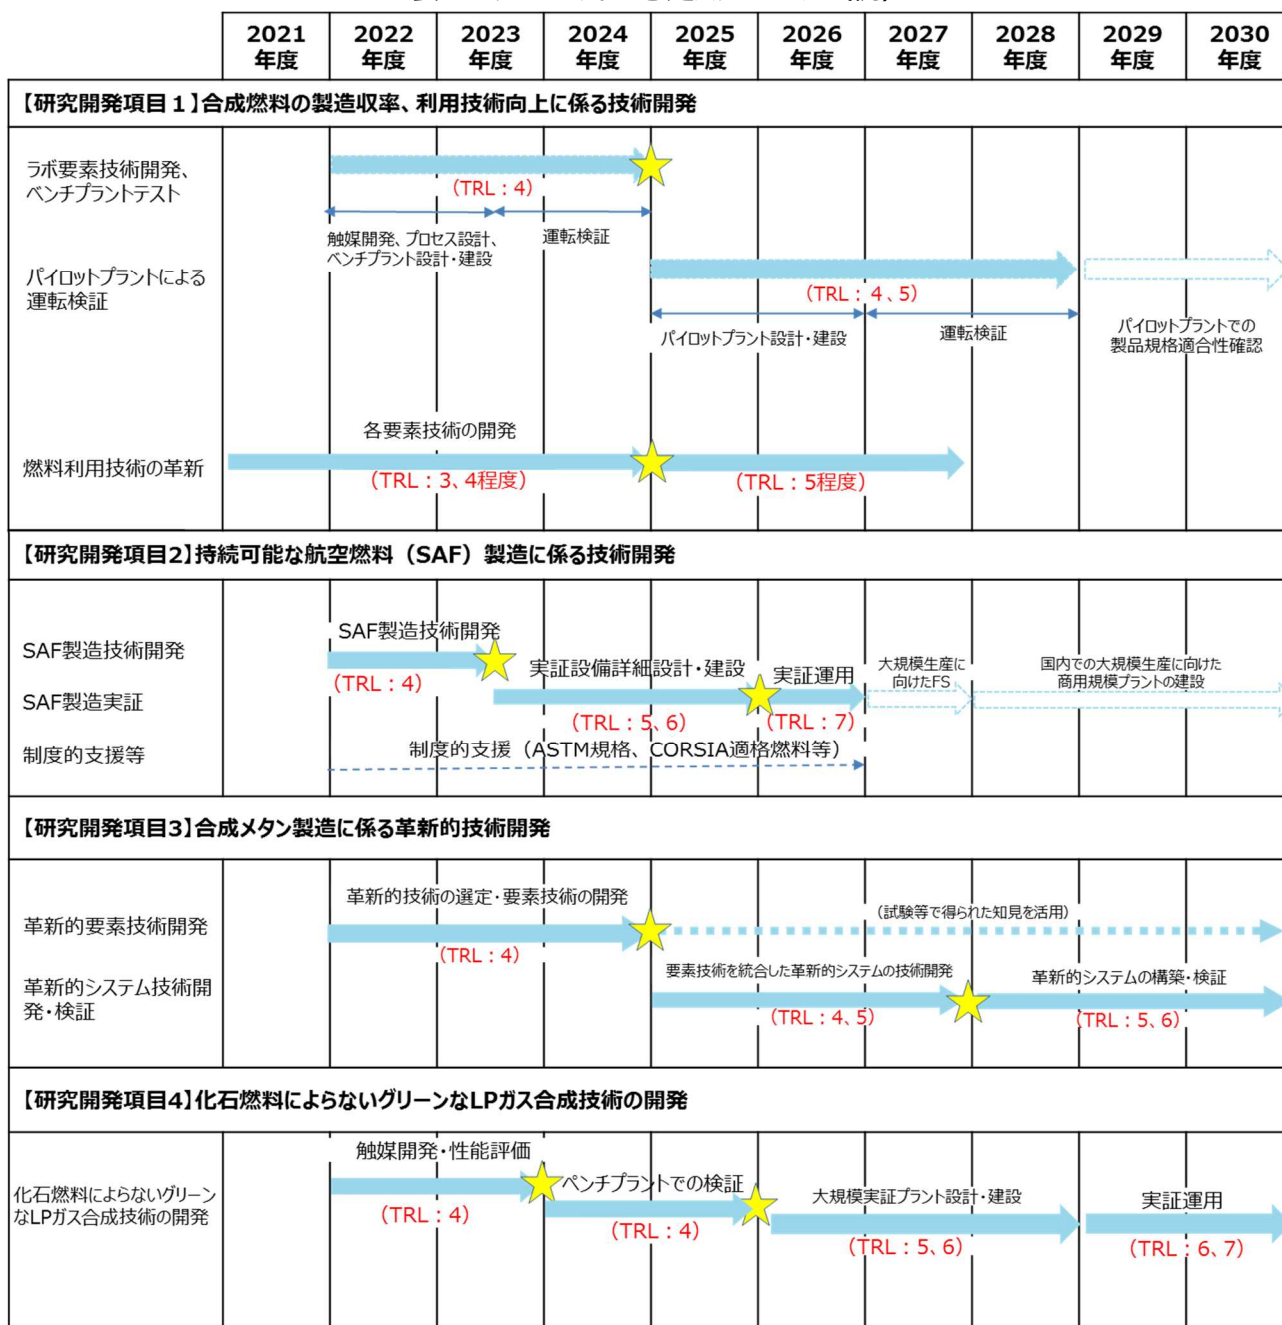 2021
年度
2022
年度
2023
年度
2024
年度
2025
年度
2026
年度
2027
年度
2028
年度
2029
年度
2030
年度
【研究開発項目１】合成燃料の製造収率、利用技術向上に係る技術開発
ラボ要素技術開発、
ベンチプラントテスト
（TRL：4）
触媒開発、プロセス設計、
ベンチプラント設計・建設
運転検証
パイロットプラントによる
運転検証
（TRL：4、5）
パイロットプラント設計・建設
運転検証
パイロットプラントでの
製品規格適合性確認
燃料利用技術の革新
各要素技術の開発
（TRL：3、4程度）
（TRL：5程度）
【研究開発項目2】持続可能な航空燃料（SAF）製造に係る技術開発
SAF製造技術開発
SAF製造技術開発
（TRL：4）
SAF製造実証
実証設備詳細設計・建設
（TRL：5、6）
実証運用
（TRL：7）
大規模生産に
向けたFS
国内での大規模生産に向けた
商用規模プラントの建設
制度的支援等
制度的支援（ASTM規格、CORSIA適格燃料等）
【研究開発項目3】合成メタン製造に係る革新的技術開発
革新的要素技術開発
革新的技術の選定・要素技術の開発
（TRL：4）
（試験等で得られた知見を活用）
革新的システム技術開
発・検証
要素技術を統合した革新的システムの技術開発
（TRL：4、5）
革新的システムの構築・検証
（TRL：5、6）
【研究開発項目4】化石燃料によらないグリーンなLPガス合成技術の開発
化石燃料によらないグリーン
なLPガス合成技術の開発
触媒開発・性能評価
（TRL：4）
ベンチプラントでの検証
（TRL：4）
大規模実証プラント設計・建設
（TRL：5、6）
実証運用
（TRL：6、7）